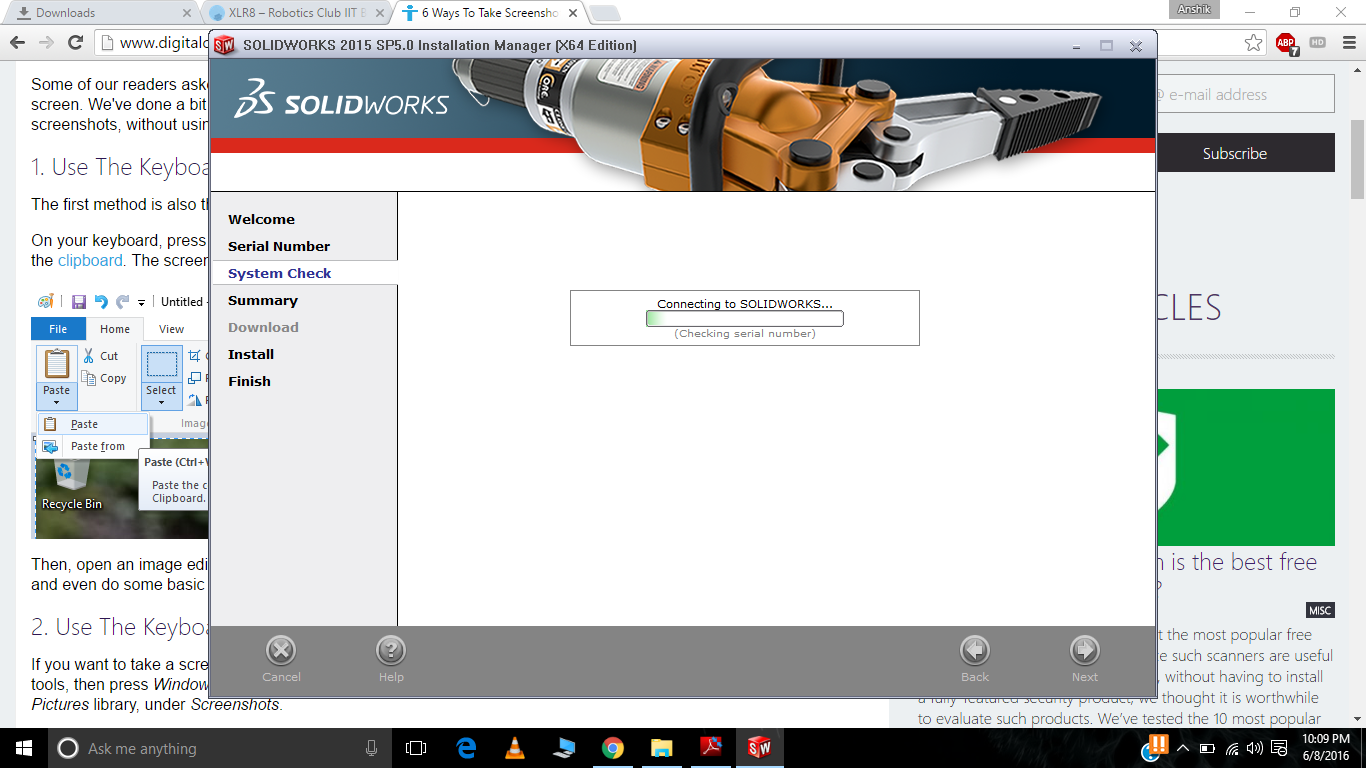 Downloads
XLR8 – Robotics Club IIT B
6 Ways To Take Screensho
Anshik
www.digitalc
ABP
7
HD
SOLIDWORKS 2015 SP5.0 Installation Manager (X64 Edition)
SOLIDWORKS
Some of our readers aske
screen. We've done a bit
screenshots, without usin
1. Use The Keyboa
The first method is also th
On your keyboard, press
the clipboard. The screen
Untitled -
File
Home
View
Cut
Copy
Paste
Select
Imag
Paste
Paste from
Paste (Ctrl+V
Paste the c
Clipboard.
Recycle Bin
Then, open an image edi
and even do some basic
2. Use The Keyboa
If you want to take a scre
tools, then press Window
Pictures library, under Screenshots.
Welcome
Serial Number
System Check
Summary
Download
Install
Finish
Connecting to SOLIDWORKS...
(Checking serial number)
Cancel
Help
Back
Next
@ e-mail address
Subscribe
CLES
n is the best free
?
MISC
t the most popular free
ce such scanners are useful
, without having to install
a fully-featured security product, we thought it is worthwhile
to evaluate such products. We've tested the 10 most popular
Ask me anything
SW
10:09 PM
6/8/2016